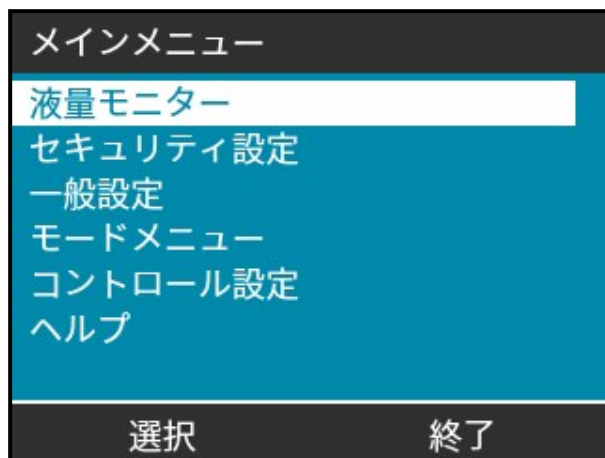 メインメニュー
液量モニター
セキュリティ設定
一般設定
モードメニュー
コントロール設定
ヘルプ
選択 終了